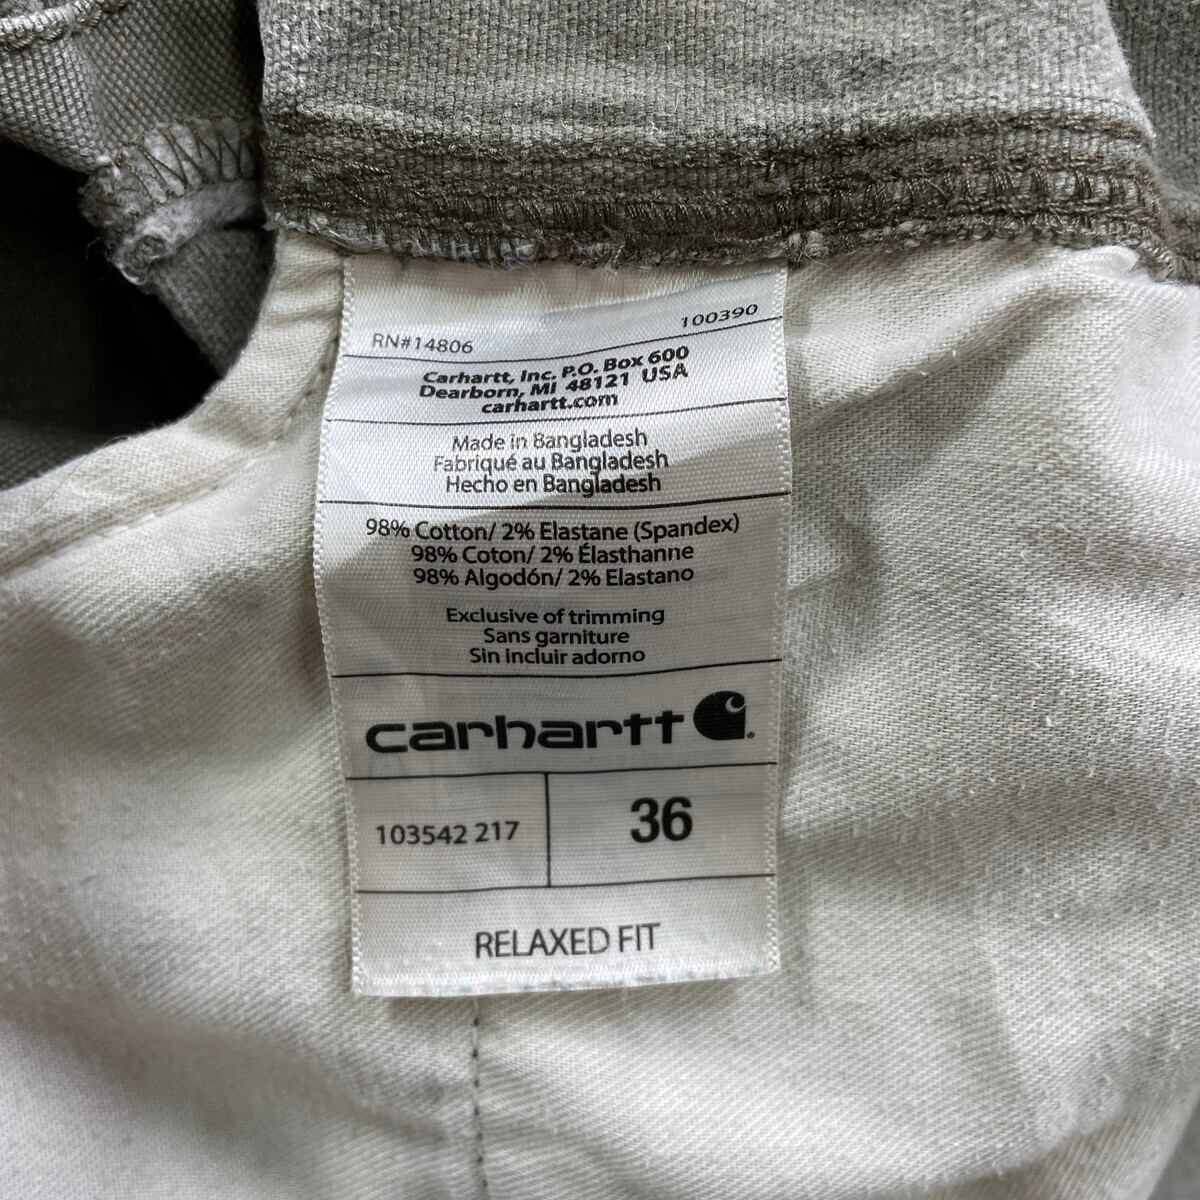 RN#14806 100390
Carhartt, Inc. P.O. Box 600
Dearborn, MI 48121 USA
carhartt.com
Made in Bangladesh
Fabriqué au Bangladesh
Hecho en Bangladesh
98% Cotton/ 2% Elastane (Spandex)
98% Coton/ 2% Élasthanne
98% Algodón/ 2% Elastano
Exclusive of trimming
Sans garniture
Sin incluir adorno
carhartt
103542 217 36
RELAXED FIT